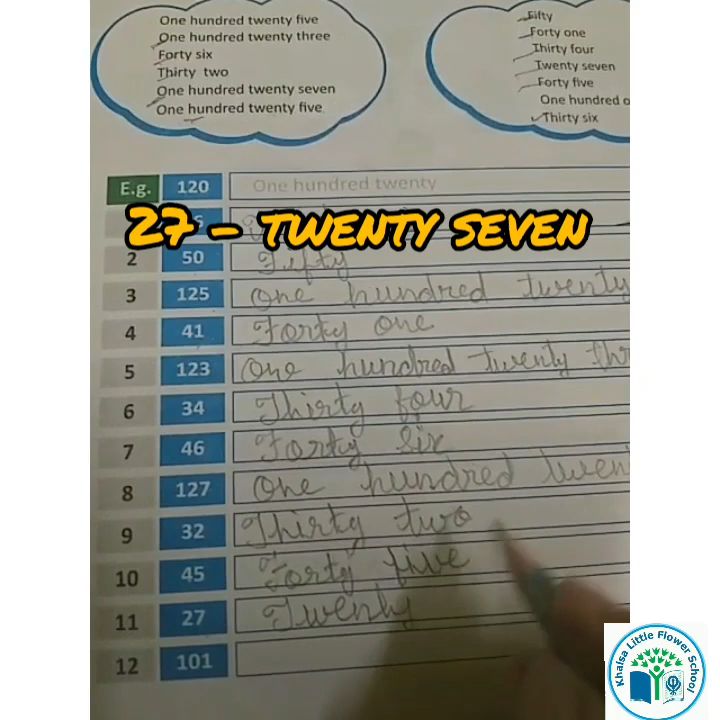 One hundred twenty five
One hundred twenty three
Forty six
Thirty two
One hundred twenty seven
One hundred twenty five
Fifty
Forty one
Thirty four
Twenty seven
Forty five
One hundred o
Thirty six
E.g. 120 One hundred twenty
27 - TWENTY SEVEN
2 50 Fifty
3 125 One hundred twenty
4 41 Forty one
5 123 One hundred twenty thr
6 34 Thirty four
7 46 Forty six
8 127 One hundred twen
9 32 Thirty two
10 45 Forty five
11 27 Twenty
12 101
Khalsa Little Flower School